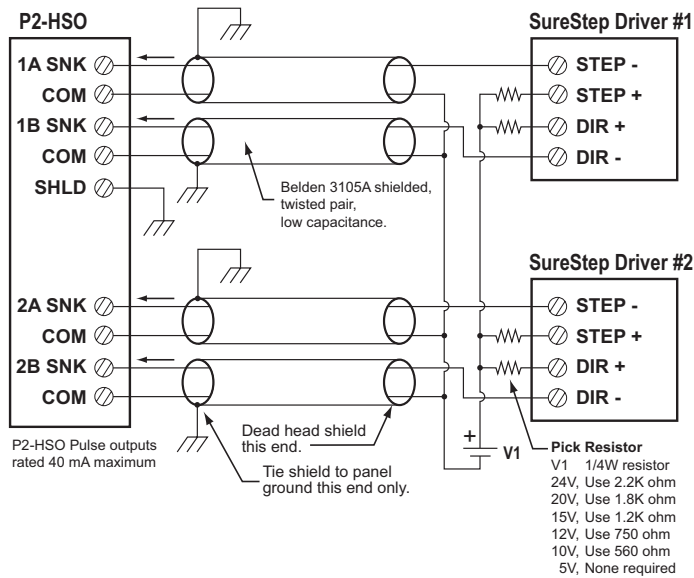 P2-HSO
SureStep Driver #1
1A SNK
COM
1B SNK
COM
SHLD
STEP -
STEP +
DIR +
DIR -
Belden 3105A shielded,
twisted pair,
low capacitance.
SureStep Driver #2
2A SNK
COM
2B SNK
COM
STEP -
STEP +
DIR +
DIR -
P2-HSO Pulse outputs
rated 40 mA maximum
Dead head shield
this end.
Tie shield to panel
ground this end only.
+
V1
Pick Resistor
V1 1/4W resistor
24V, Use 2.2K ohm
20V, Use 1.8K ohm
15V, Use 1.2K ohm
12V, Use 750 ohm
10V, Use 560 ohm
5V, None required